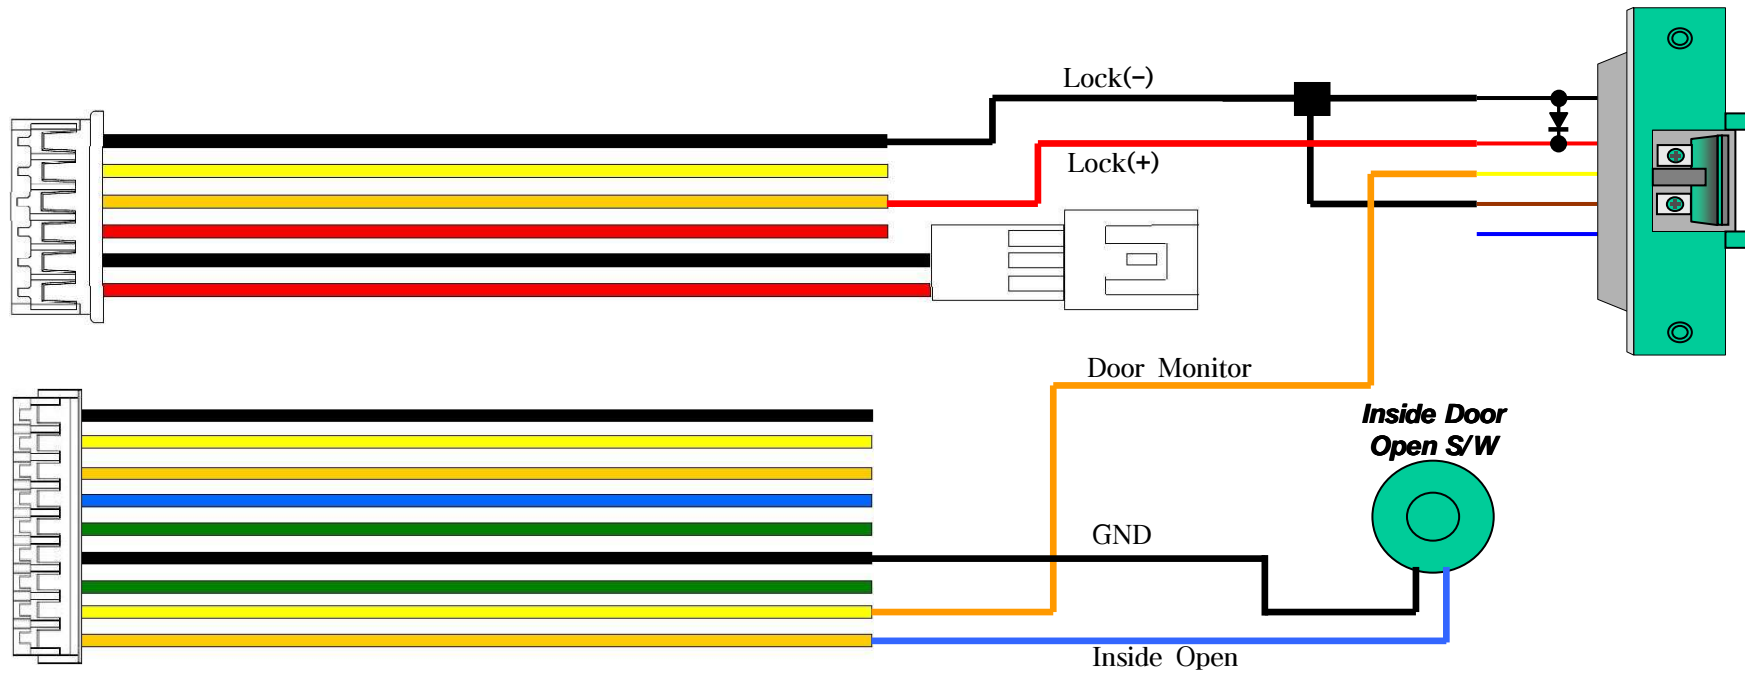 Lock(-)
Lock(+)
Door Monitor
Inside Door
Open S/W
GND
Inside Open